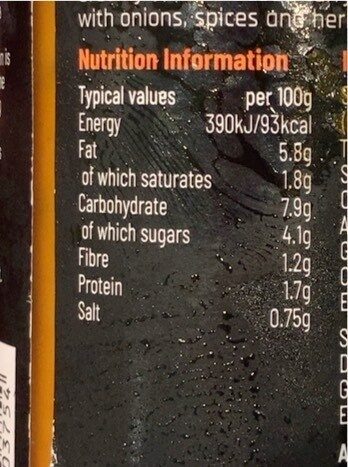 with onions, spices and her
Nutrition Information
Typical values per 100g
Energy 390kJ/93kcal
Fat 5.8g
of which saturates 1.8g
Carbohydrate 7.9g
of which sugars 4.1g
Fibre 1.2g
Protein 1.7g
Salt 0.75g